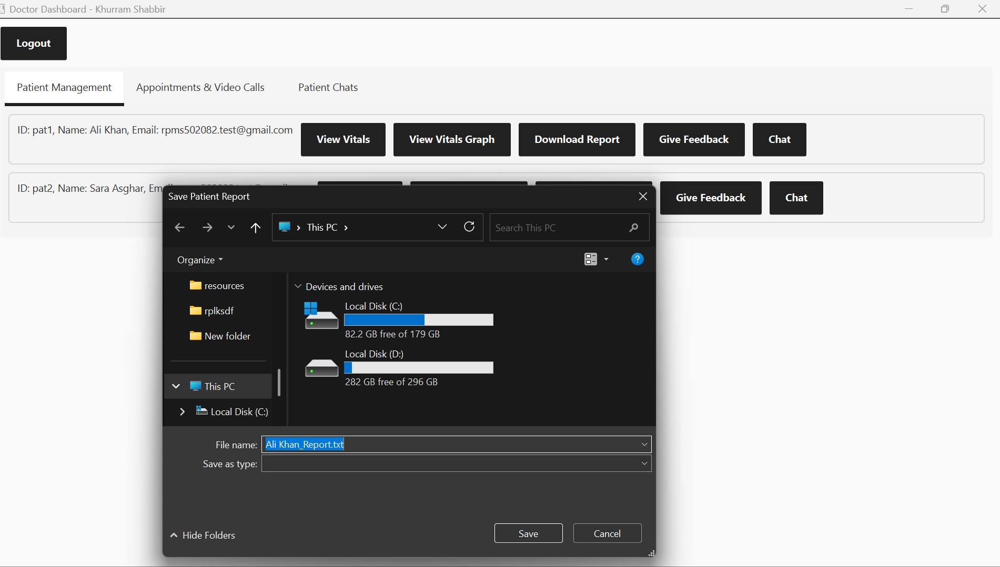 Doctor Dashboard - Khurram Shabbir
Logout
Patient Management
Appointments & Video Calls
Patient Chats
ID: pat1, Name: Ali Khan, Email: rpms502082.test@gmail.com
View Vitals
View Vitals Graph
Download Report
Give Feedback
Chat
ID: pat2, Name: Sara Asghar,
Give Feedback
Chat
Save Patient Report
This PC
Search This PC
Organize
?
resources
rplksdf
New folder
This PC
Local Disk (C:)
Devices and drives
Local Disk (C:)
82.2 GB free of 179 GB
Local Disk (D:)
282 GB free of 296 GB
File name: Ali Khan_Report.txt
Save as type:
Hide Folders
Save
Cancel